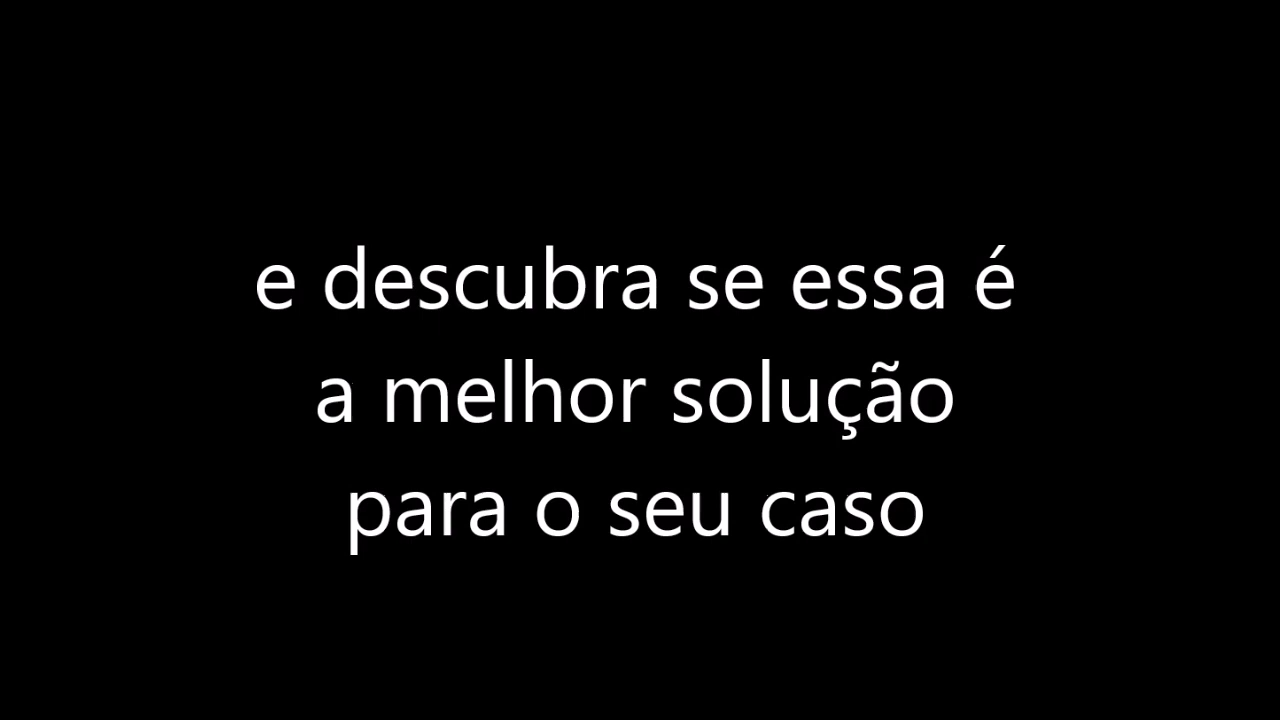 e descubra se essa é
a melhor solução
para o seu caso